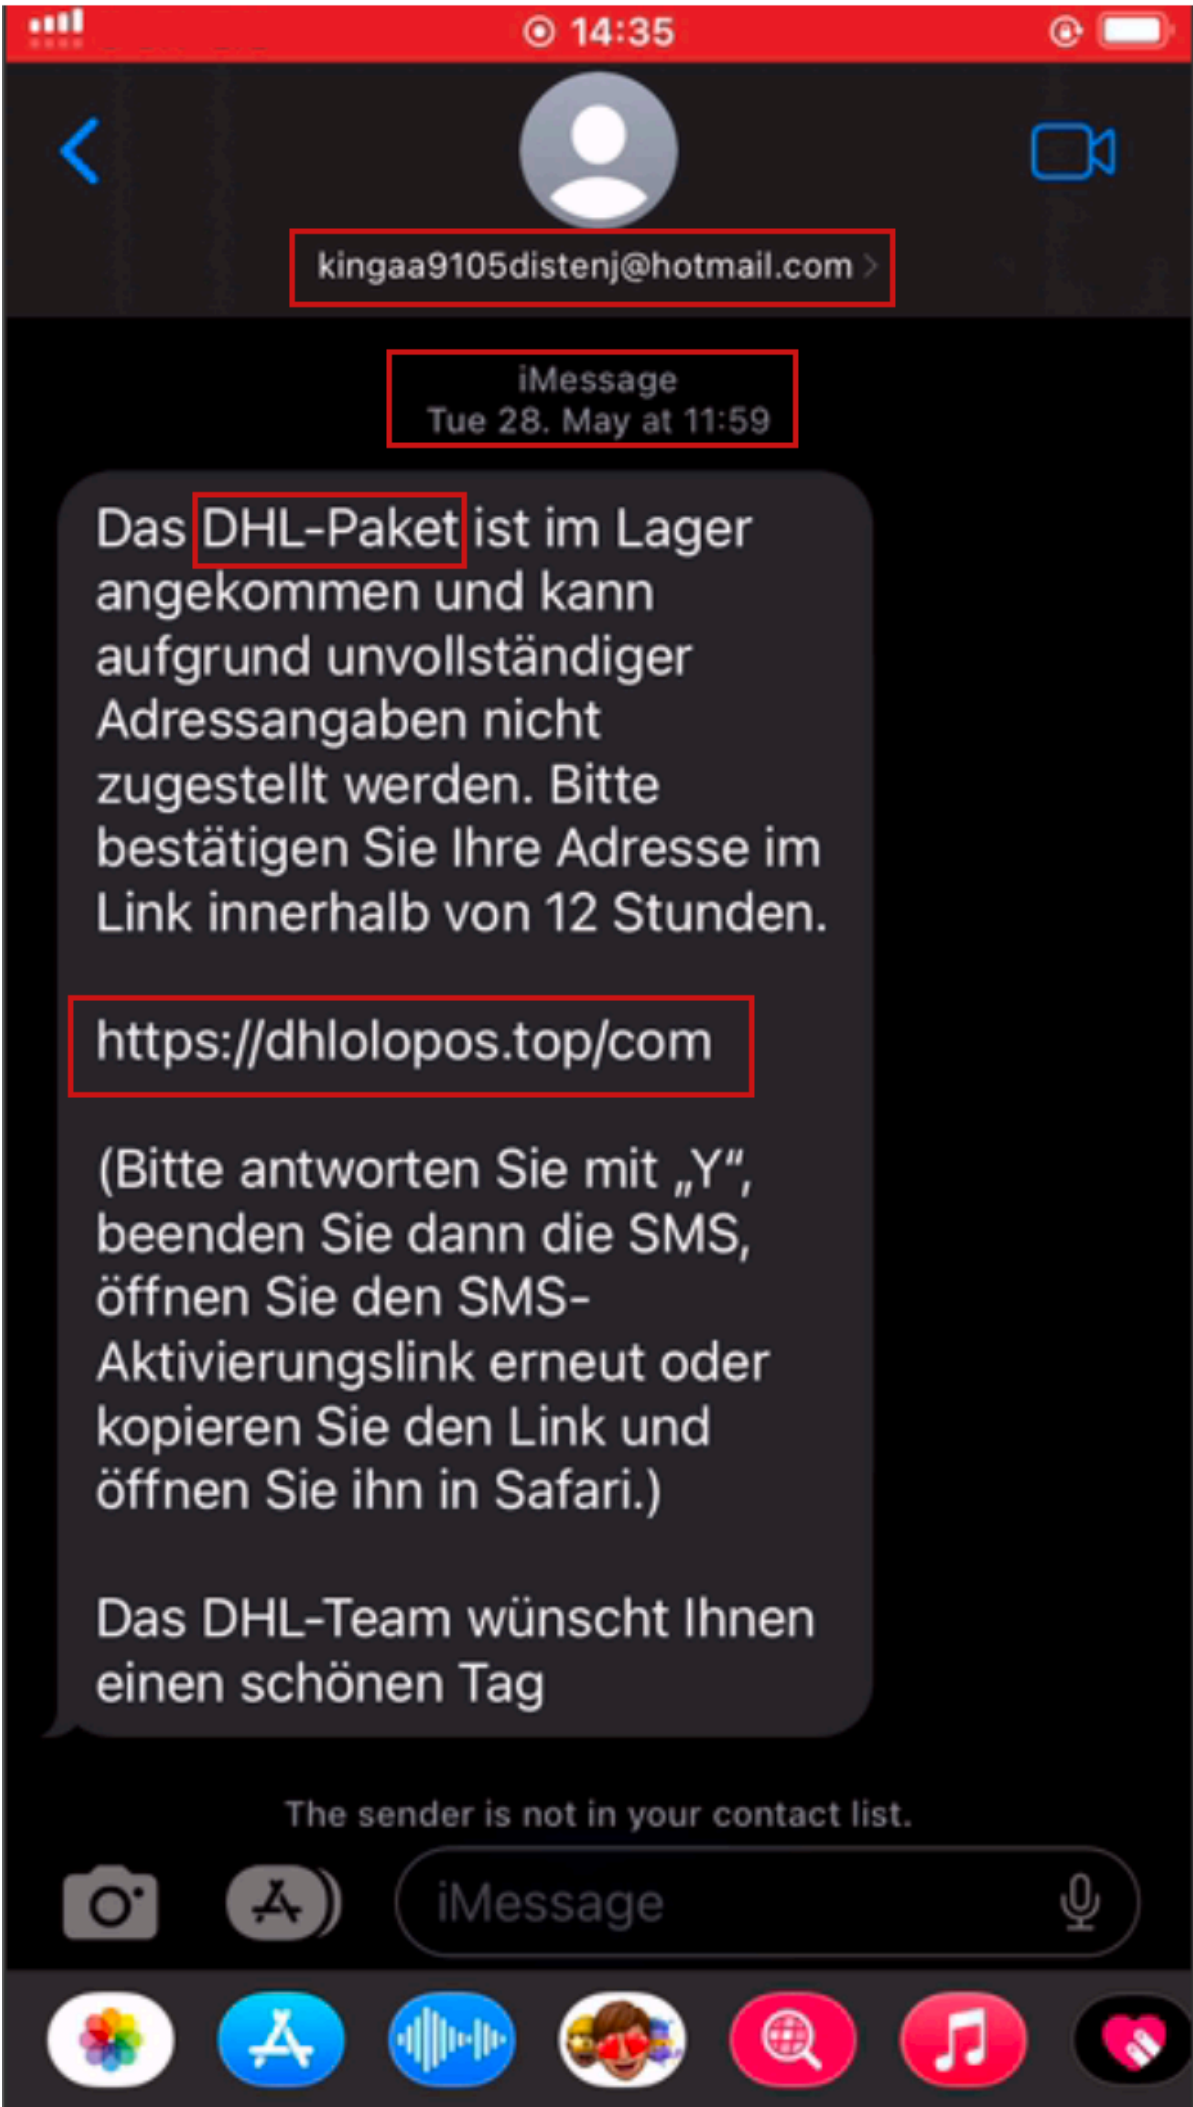 14:35
kingaa9105distenj@hotmail.com
iMessage
Tue 28. May at 11:59
Das DHL-Paket ist im Lager
angekommen und kann
aufgrund unvollständiger
Adressangaben nicht
zugestellt werden. Bitte
bestätigen Sie Ihre Adresse im
Link innerhalb von 12 Stunden.
https://dhlolopos.top/com
(Bitte antworten Sie mit „Y“,
beenden Sie dann die SMS,
öffnen Sie den SMS-
Aktivierungslink erneut oder
kopieren Sie den Link und
öffnen Sie ihn in Safari.)
Das DHL-Team wünscht Ihnen
einen schönen Tag
The sender is not in your contact list.
iMessage